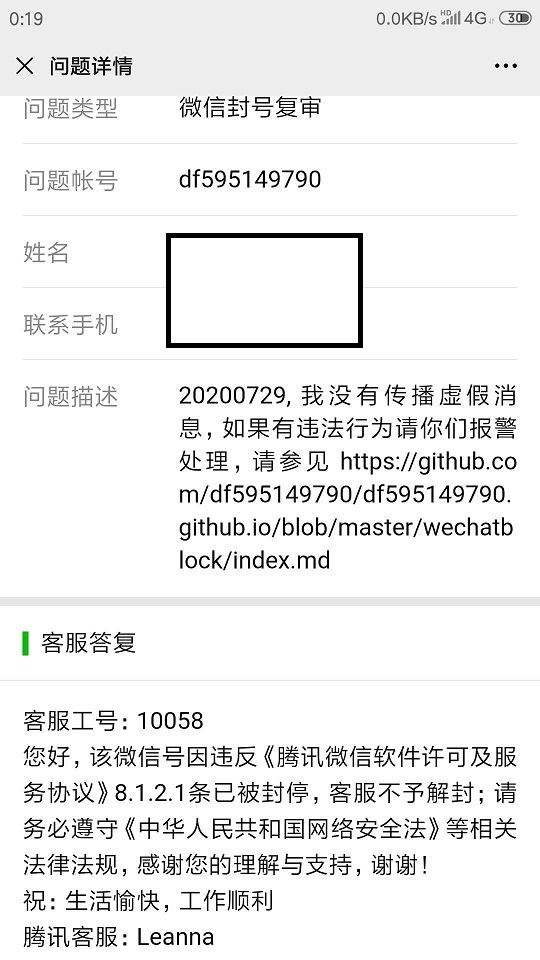 0:19 0.0KB/s HD 4G 30
问题详情
问题类型 微信封号复审
问题帐号 df595149790
姓名
联系手机
问题描述 20200729, 我没有传播虚假消
息, 如果有违法行为请你们报警
处理, 请参见 https://github.co
m/df595149790/df595149790.
github.io/blob/master/wechatb
lock/index.md
客服答复
客服工号: 10058
您好, 该微信号因违反《腾讯微信软件许可及服
务协议》8.1.2.1条已被封停, 客服不予解封; 请
务必遵守《中华人民共和国网络安全法》等相关
法律法规, 感谢您的理解与支持, 谢谢!
祝: 生活愉快, 工作顺利
腾讯客服: Leanna